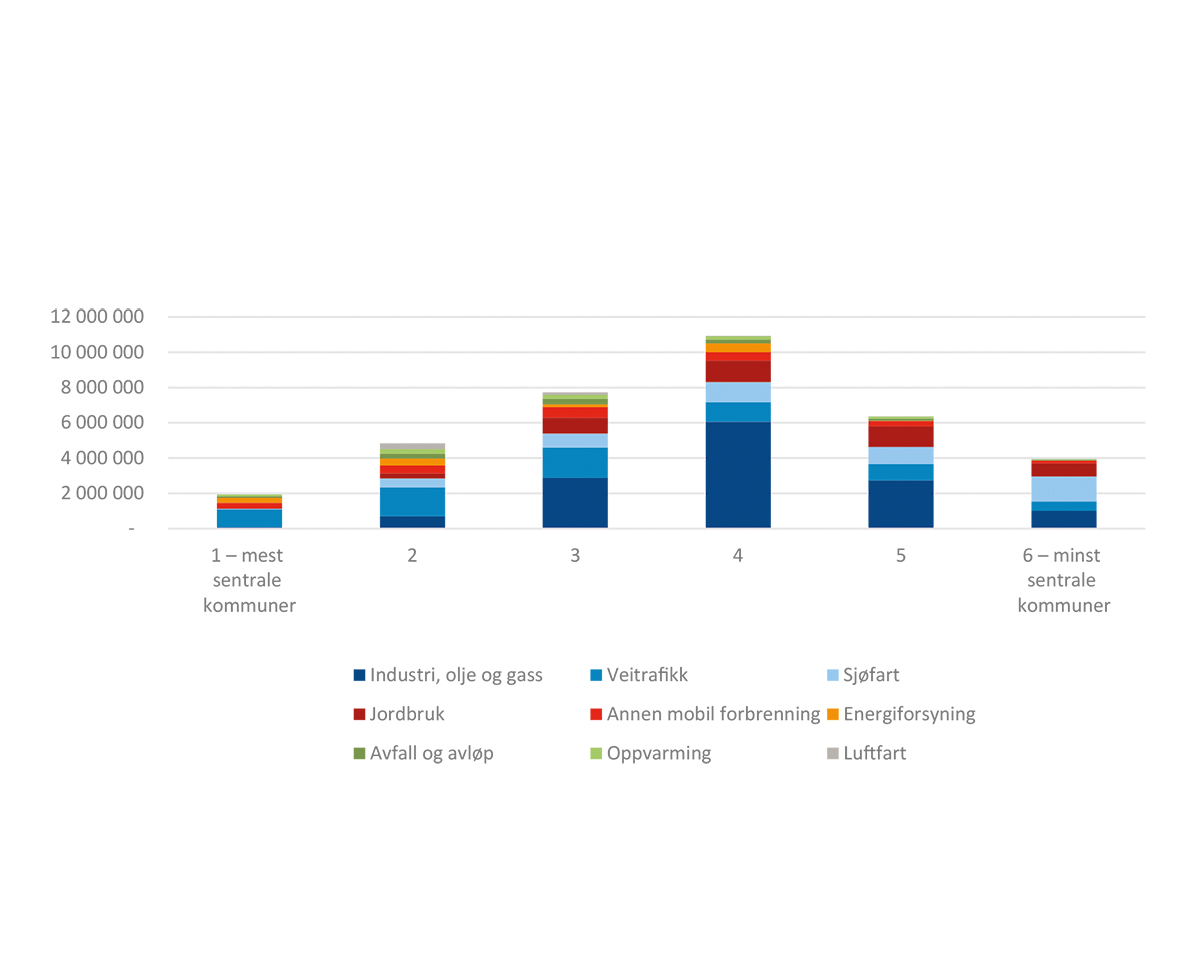 12 000 000
10 000 000
8 000 000
6 000 000
4 000 000
2 000 000
-
1 – mest
sentrale
kommuner
2
3
4
5
6 – minst
sentrale
kommuner
Industri, olje og gass
Veitrafikk
Sjøfart
Jordbruk
Annen mobil forbrenning
Energiforsyning
Avfall og avløp
Oppvarming
Luftfart